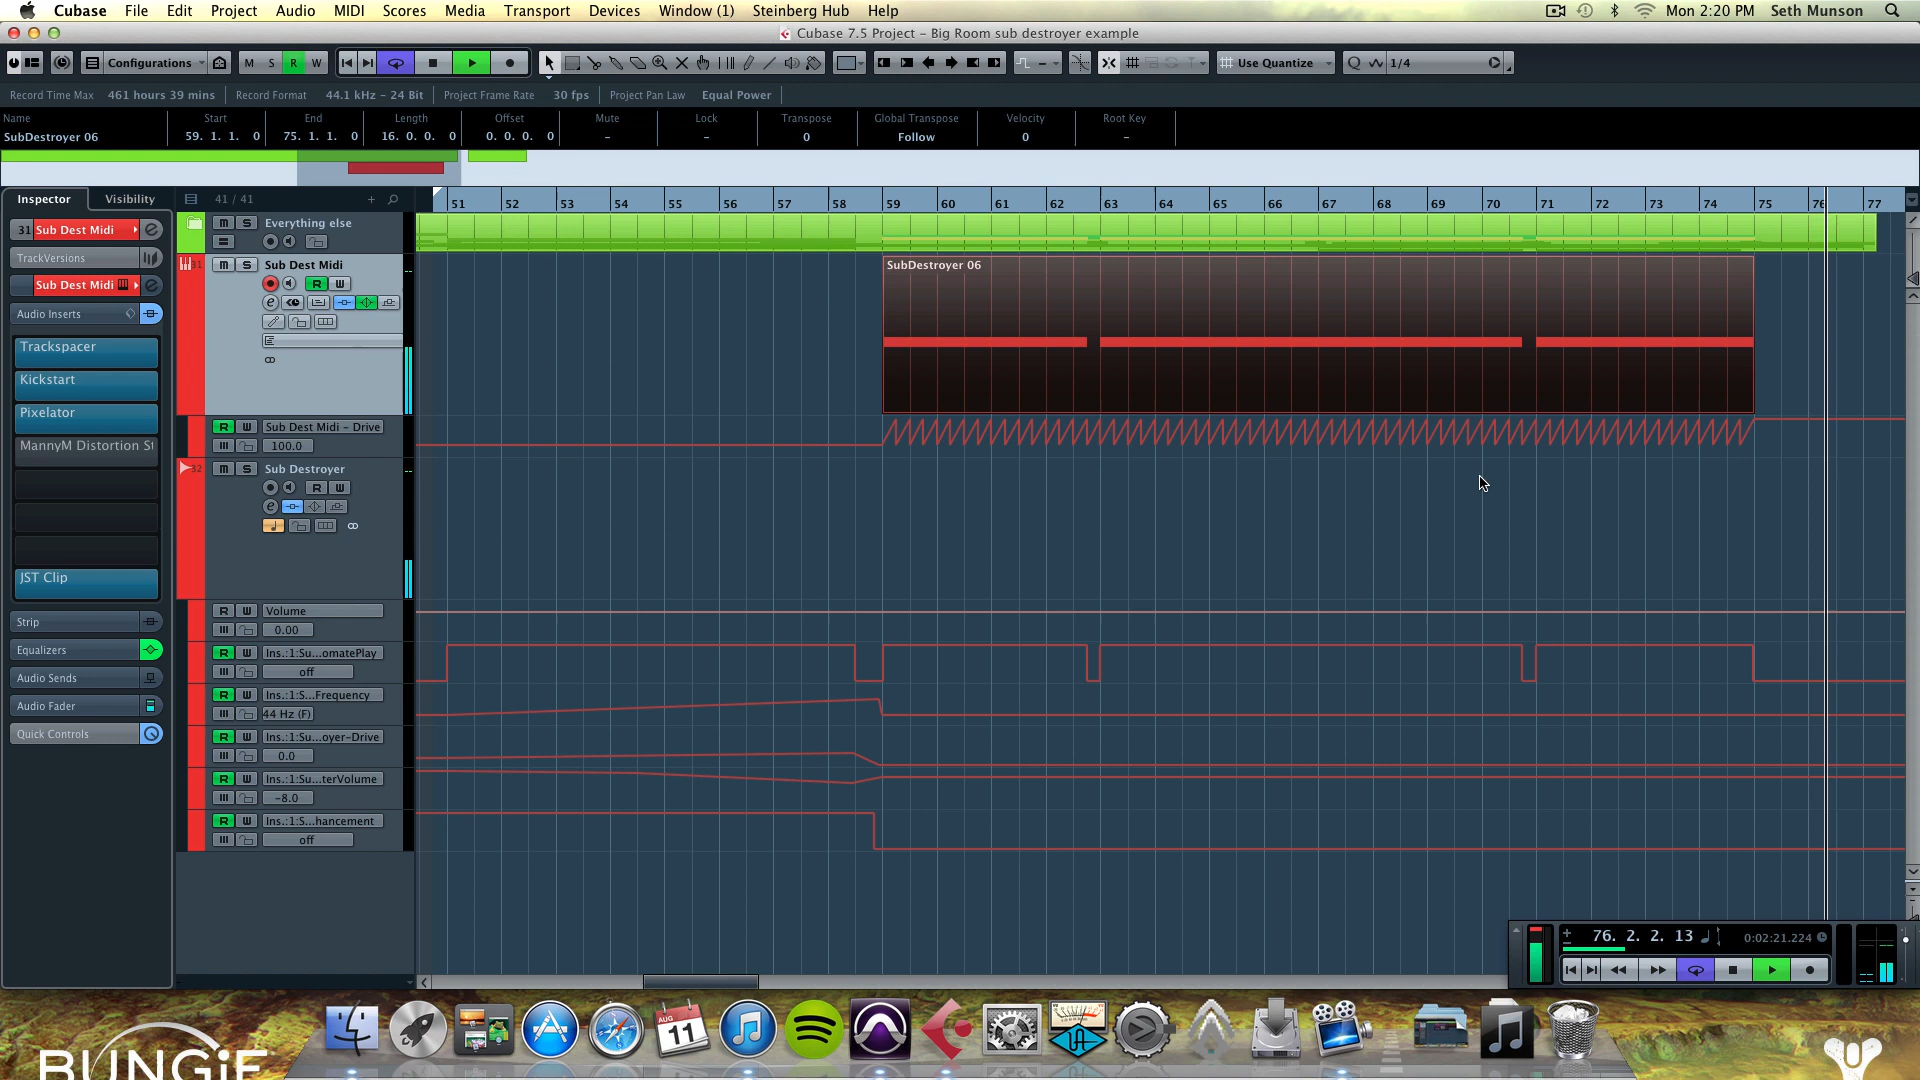 Cubase File Edit Project Audio MIDI Scores Media Transport Devices Window (1) Steinberg Hub Help Mon 2:20 PM Seth Munson
Cubase 7.5 Project – Big Room sub destroyer example
Configurations M S R W Use Quantize Q 1/4
Record Time Max 461 hours 39 mins Record Format 44.1 kHz – 24 Bit Project Frame Rate 30 fps Project Pan Law Equal Power
Name Start End Length Offset Mute Lock Transpose Global Transpose Velocity Root Key
SubDestroyer 06 59. 1. 1. 0 75. 1. 1. 0 16. 0. 0. 0 0. 0. 0. 0 – – 0 Follow 0 –
Inspector Visibility 41 / 41
51 52 53 54 55 56 57 58 59 60 61 62 63 64 65 66 67 68 69 70 71 72 73 74 75 76 77
31 Sub Dest Midi
TrackVersions
Sub Dest Midi
Audio Inserts
Trackspacer
Kickstart
Pixelator
MannyM Distortion St
JST Clip
Strip
Equalizers
Audio Sends
Audio Fader
Quick Controls
m S Everything else
31 m S Sub Dest Midi
R W
SubDestroyer 06
R W Sub Dest Midi – Drive
100.0
32 m S Sub Destroyer
R W
R W Volume
0.00
R W Ins.:1:Su...omatePlay
off
R W Ins.:1:S...Frequency
44 Hz (F)
R W Ins.:1:Su...oyer-Drive
0.0
R W Ins.:1:Su...terVolume
-8.0
R W Ins.:1:S...hancement
off
76. 2. 2. 13 0:02:21.224
AUG
11
UA
BUNGiE